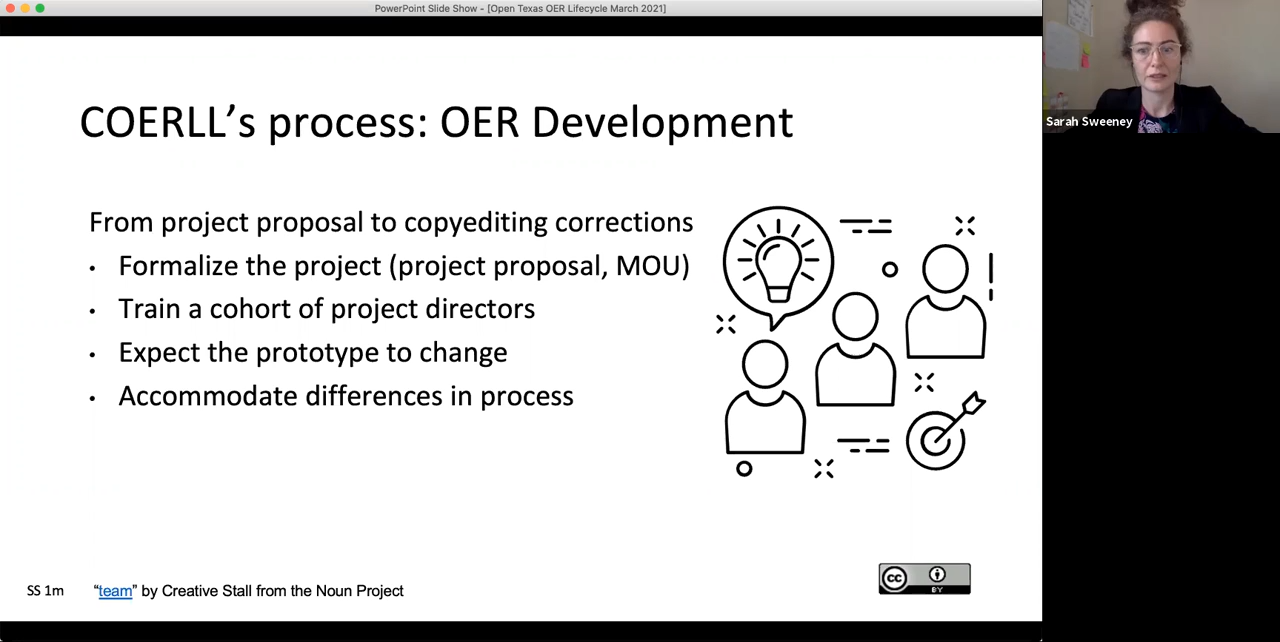 PowerPoint Slide Show - [Open Texas OER Lifecycle March 2021]
Sarah Sweeney
COERLL’s process: OER Development
From project proposal to copyediting corrections
• Formalize the project (project proposal, MOU)
• Train a cohort of project directors
• Expect the prototype to change
• Accommodate differences in process
SS 1m
“team” by Creative Stall from the Noun Project
cc
BY